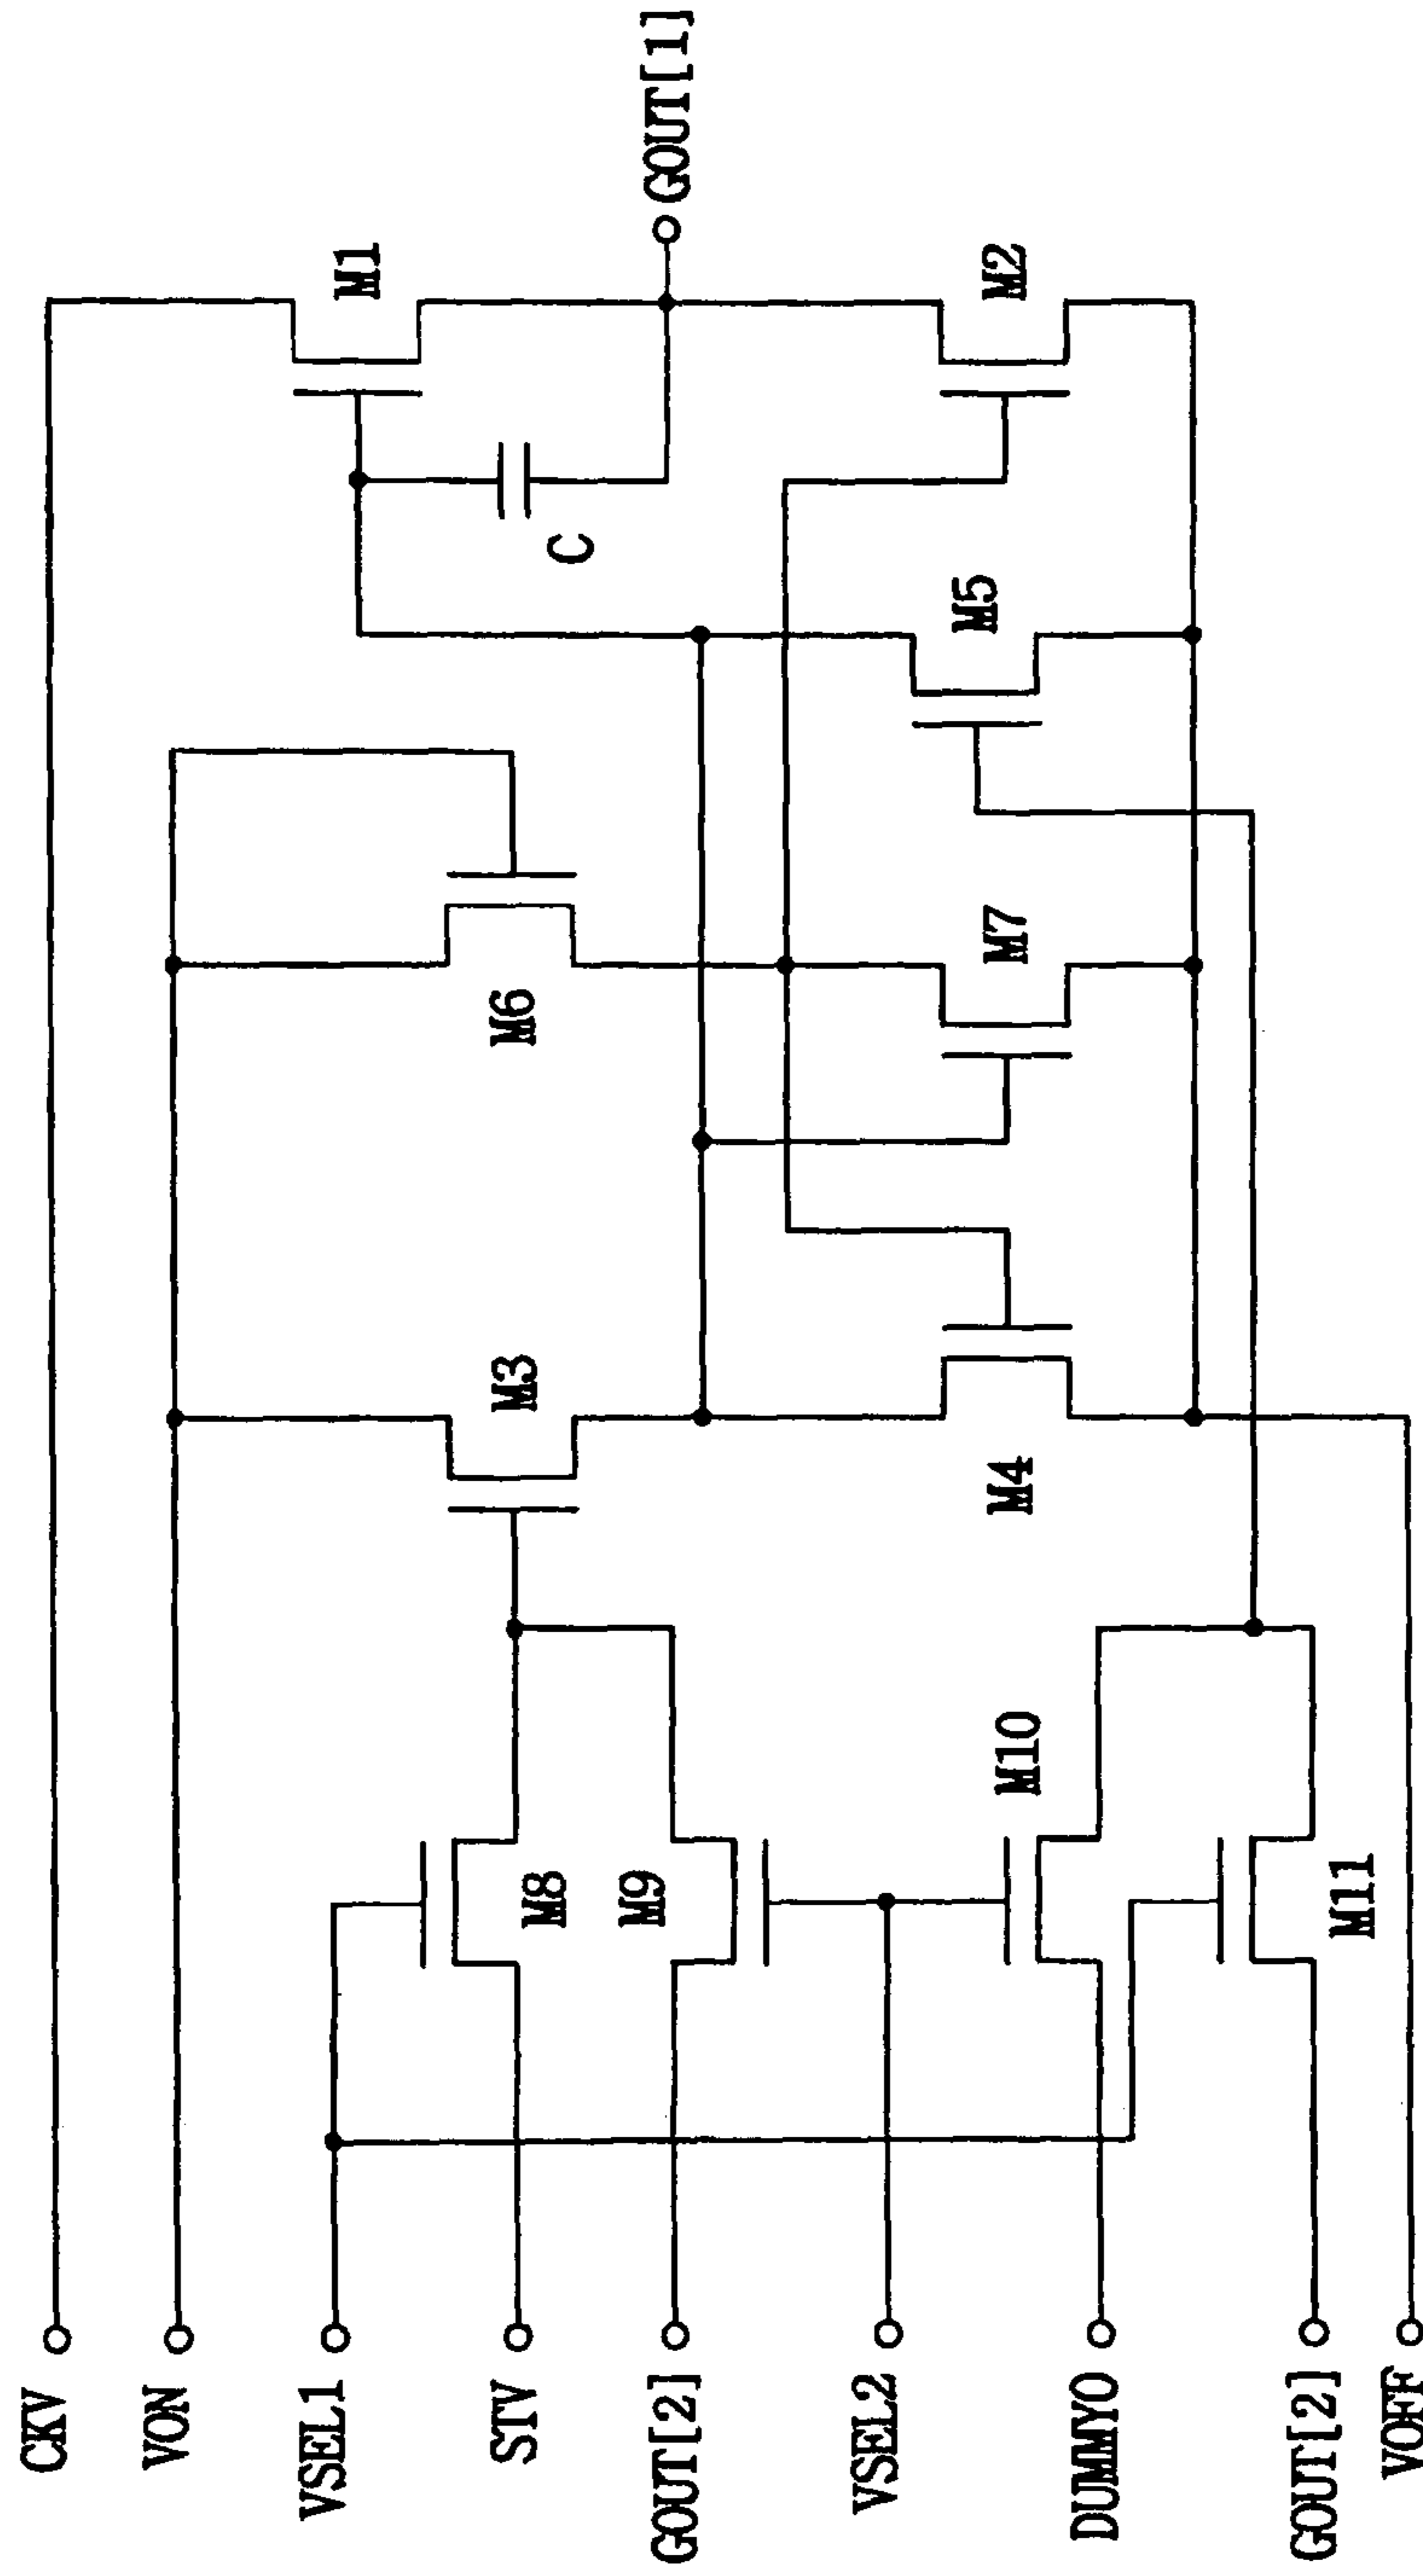 CKV
VON
VSEL1
STV
GOUT[2]
VSEL2
DUMMYO
GOUT[2]
VOFF
M8
M9
M10
M11
M3
M4
M6
M7
M5
C
M1
M2
GOUT[1]